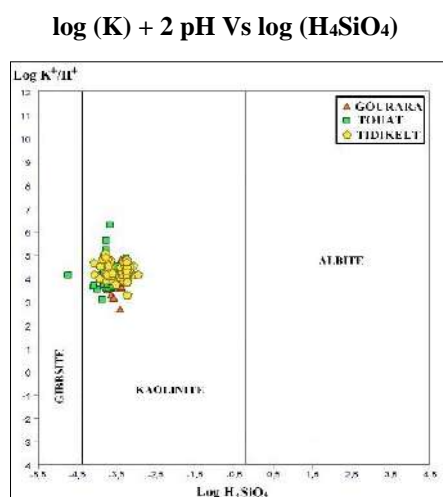 log (K) + 2 pH Vs log (H₄SiO₄)
Log K⁺/H⁺
12
11
10
9
8
7
6
5
4
3
2
1
0
-1
-2
-3
-4
GOURARA
TOUAT
TIDIKELT
ALBITE
GIBBSITE
KAOLINITE
-5,5 -4,5 -3,5 -2,5 -1,5 -0,5 0,5 1,5 2,5 3,5 4,5
Log H₄SiO₄